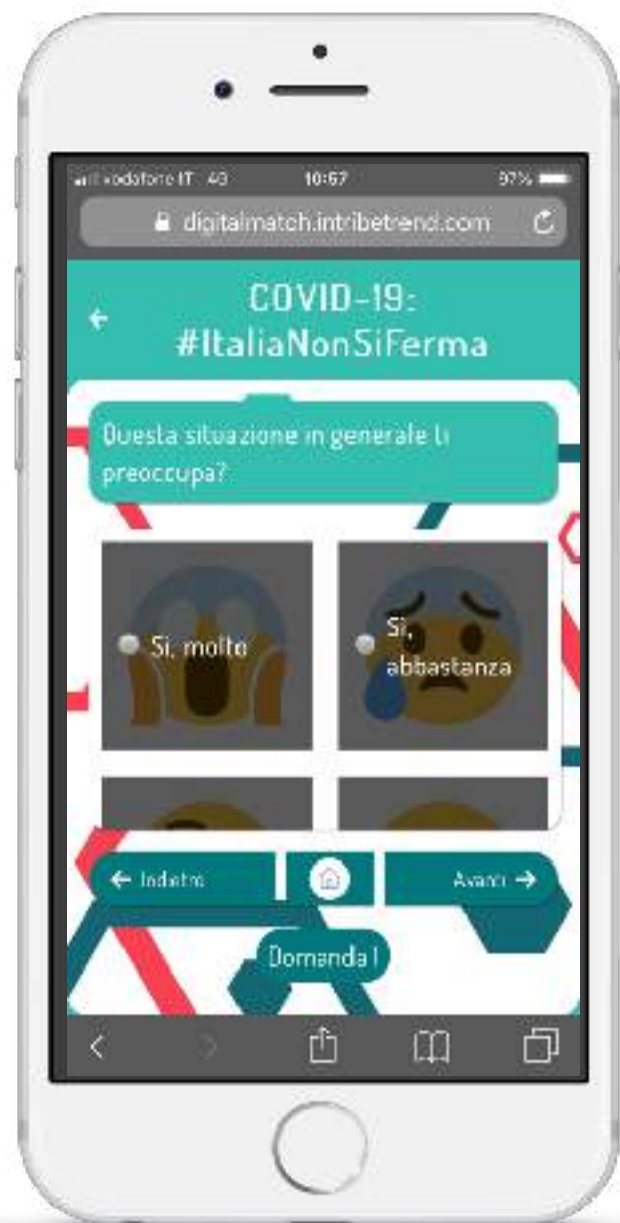 vodafone IT 4G 10:57 97%
digitalmatch.intribetrend.com
COVID-19:
#ItaliaNonSiFerma
Questa situazione in generale ti
preoccupa?
Si, molto
Sì,
abbastanza
← Indietro Avanti →
Domanda 1